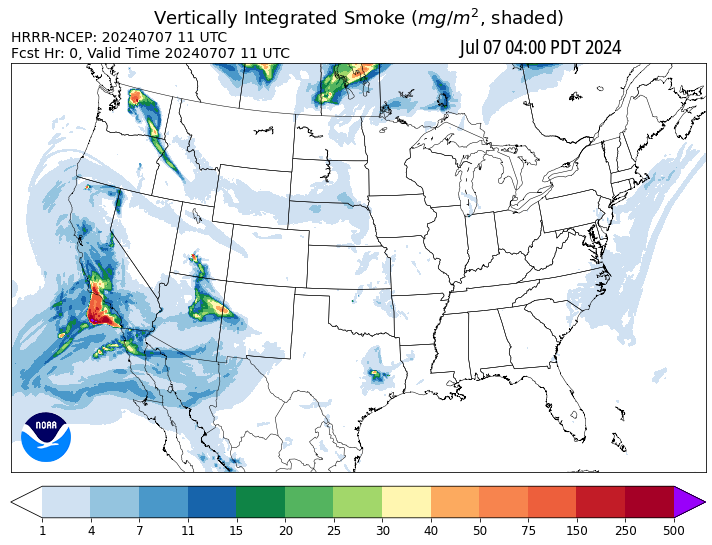 Vertically Integrated Smoke (mg/m², shaded)
HRRR-NCEP: 20240707 11 UTC
Fcst Hr: 0, Valid Time 20240707 11 UTC
Jul 07 04:00 PDT 2024
NOAA
1 4 7 11 15 20 25 30 40 50 75 150 250 500